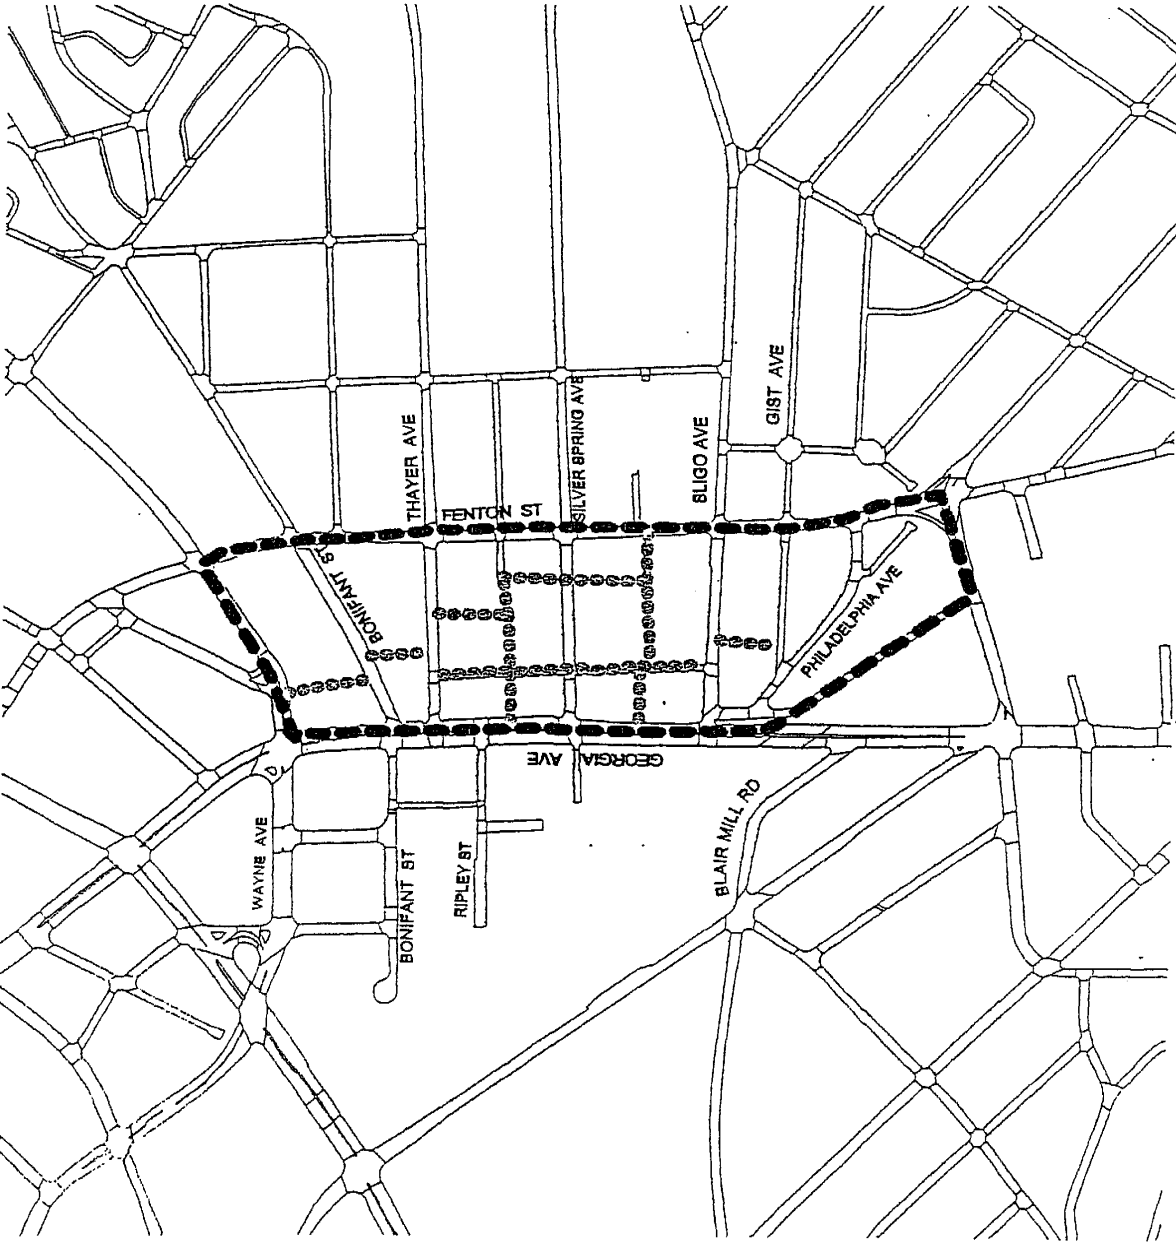 GIST AVE
THAYER AVE
SILVER SPRING AVE
SLIGO AVE
FENTON ST
BONIFANT ST
PHILADELPHIA AVE
GEORGIA AVE
BLAIR MILL RD
WAYNE AVE
BONIFANT ST
RIPLEY ST